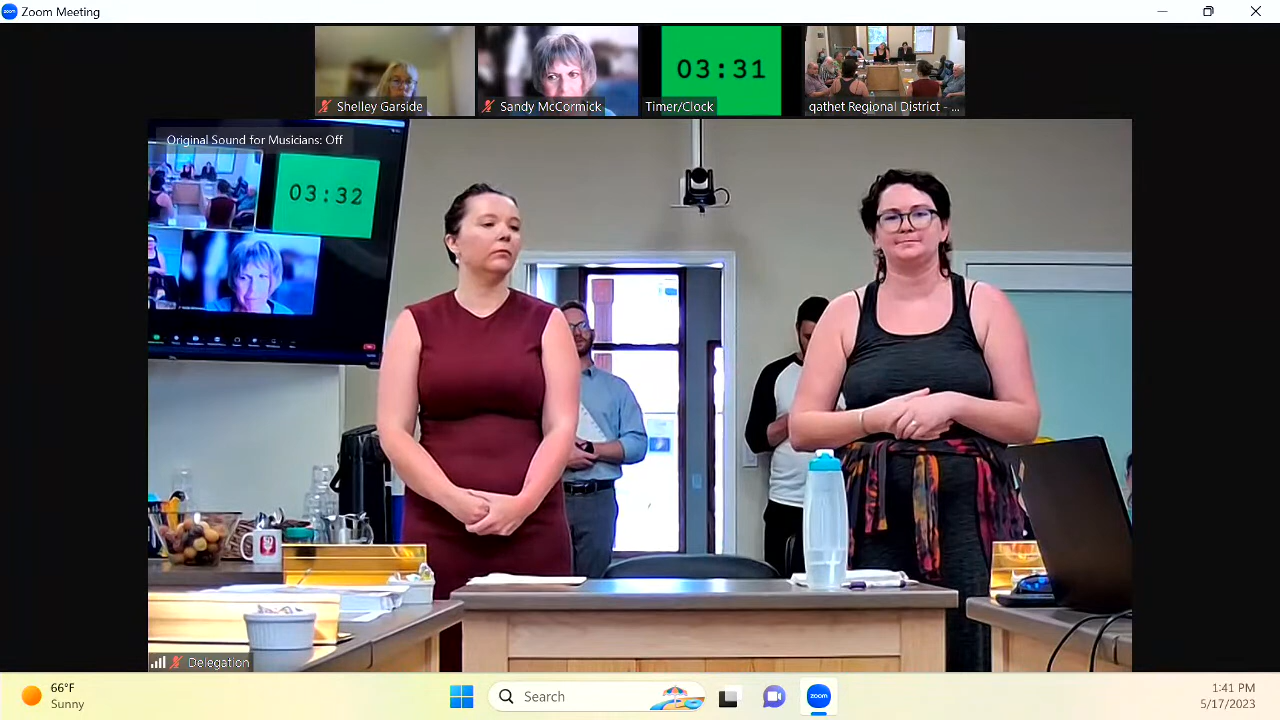 Zoom Meeting
Shelley Garside
Sandy McCormick
03:31
Timer/Clock
qathet Regional District - ...
Original Sound for Musicians: Off
03:32
Delegation
66°F
Sunny
Search
zoom
1:41 PM
5/17/2023